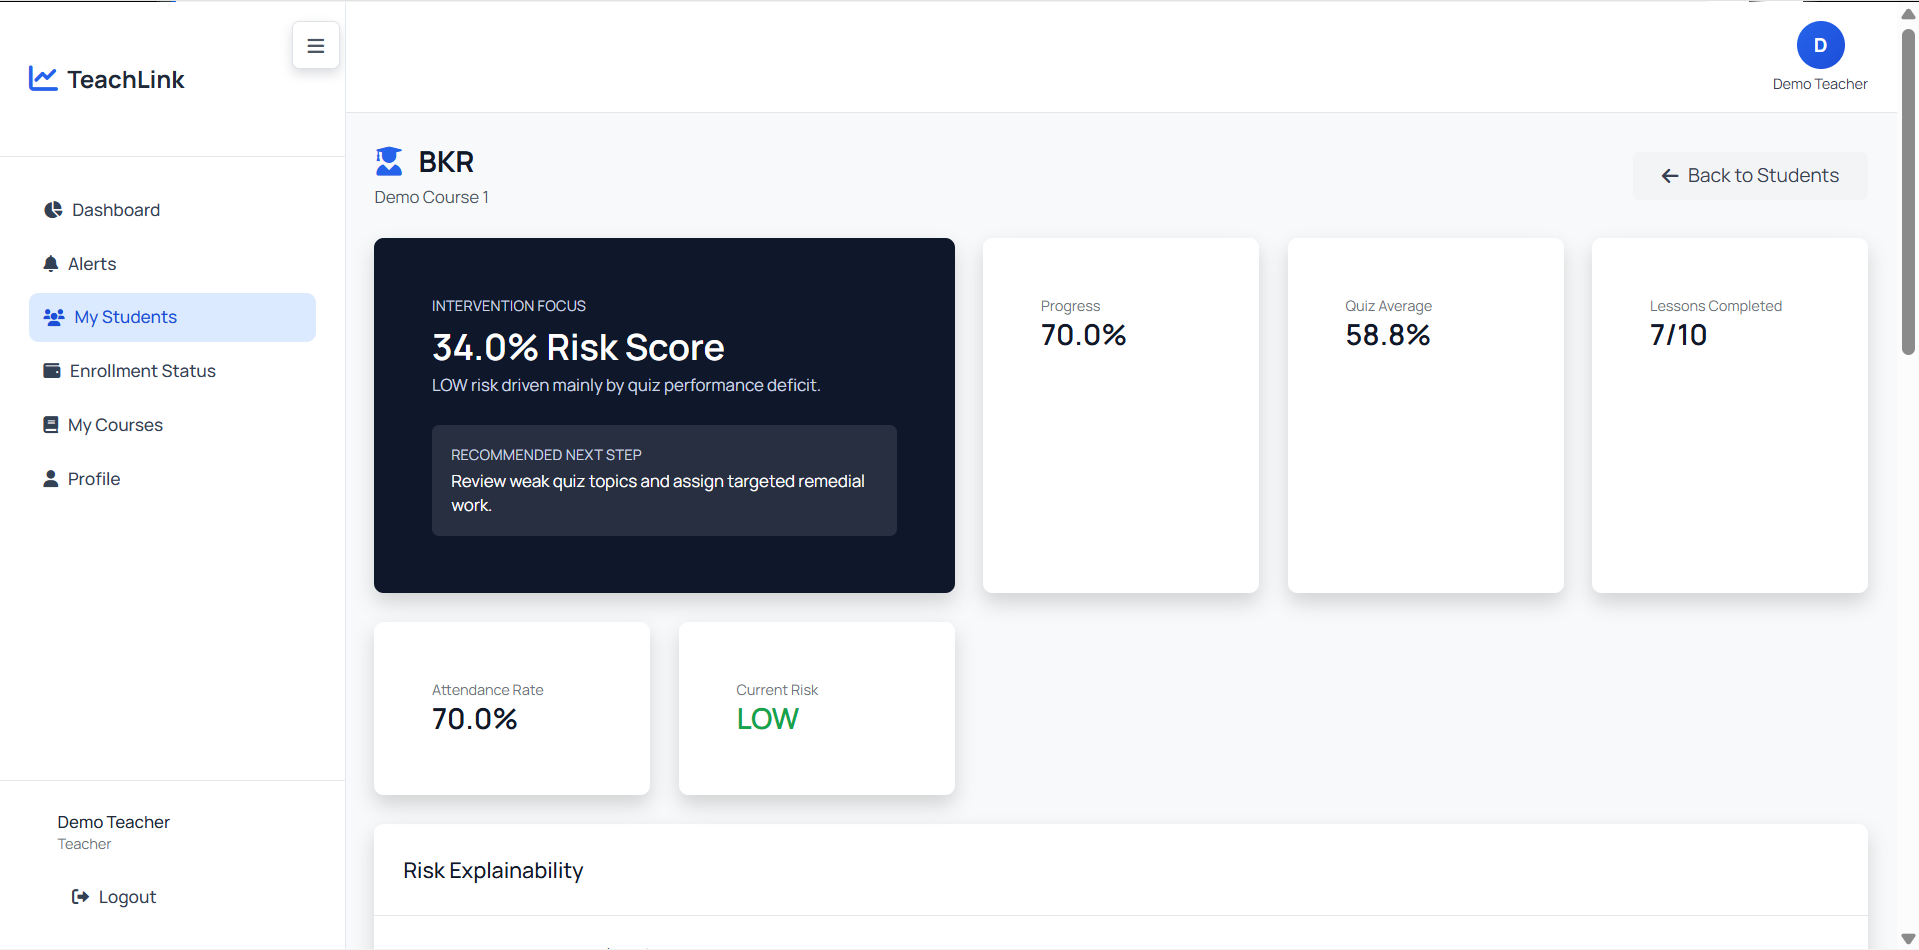 TeachLink
D
Demo Teacher
Dashboard
Alerts
My Students
Enrollment Status
My Courses
Profile
Demo Teacher
Teacher
Logout
BKR
Demo Course 1
Back to Students
INTERVENTION FOCUS
34.0% Risk Score
LOW risk driven mainly by quiz performance deficit.
RECOMMENDED NEXT STEP
Review weak quiz topics and assign targeted remedial
work.
Progress
70.0%
Quiz Average
58.8%
Lessons Completed
7/10
Attendance Rate
70.0%
Current Risk
LOW
Risk Explainability